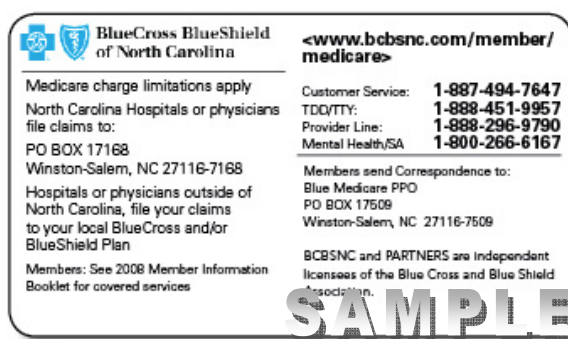 BlueCross BlueShield
of North Carolina
Medicare charge limitations apply
North Carolina Hospitals or physicians
file claims to:
PO BOX 17168
Winston-Salem, NC 27116-7168
Hospitals or physicians outside of
North Carolina, file your claims
to your local BlueCross and/or
BlueShield Plan
Members: See 2008 Member Information
Booklet for covered services
<www.bcbsnc.com/member/
medicare>
Customer Service: 1-887-494-7647
TDD/TTY: 1-888-451-9957
Provider Line: 1-888-296-9790
Mental Health/SA 1-800-266-6167
Members send Correspondence to:
Blue Medicare PPO
PO BOX 17509
Winston-Salem, NC 27116-7509
BCBSNC and PARTNERS are independent
licensees of the Blue Cross and Blue Shield
Association.
SAMPLE